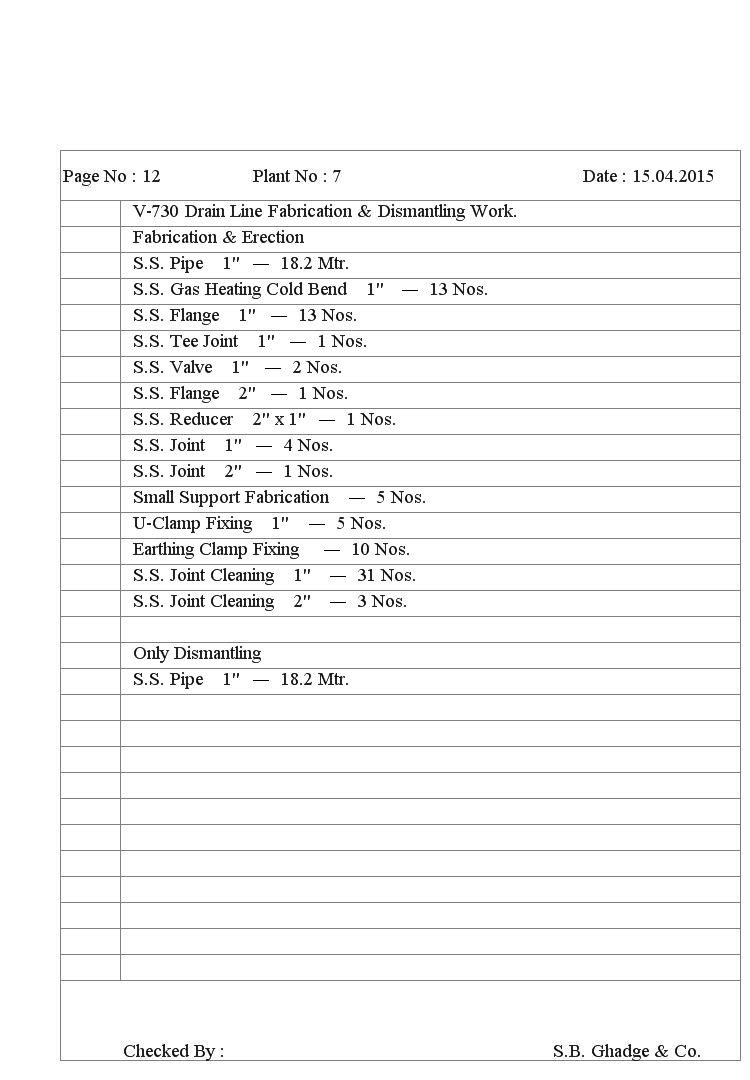 Page No : 12 Plant No : 7 Date : 15.04.2015
V-730 Drain Line Fabrication & Dismantling Work.
Fabrication & Erection
S.S. Pipe 1" — 18.2 Mtr.
S.S. Gas Heating Cold Bend 1" — 13 Nos.
S.S. Flange 1" — 13 Nos.
S.S. Tee Joint 1" — 1 Nos.
S.S. Valve 1" — 2 Nos.
S.S. Flange 2" — 1 Nos.
S.S. Reducer 2" x 1" — 1 Nos.
S.S. Joint 1" — 4 Nos.
S.S. Joint 2" — 1 Nos.
Small Support Fabrication — 5 Nos.
U-Clamp Fixing 1" — 5 Nos.
Earthing Clamp Fixing — 10 Nos.
S.S. Joint Cleaning 1" — 31 Nos.
S.S. Joint Cleaning 2" — 3 Nos.
Only Dismantling
S.S. Pipe 1" — 18.2 Mtr.
Checked By : S.B. Ghadge & Co.